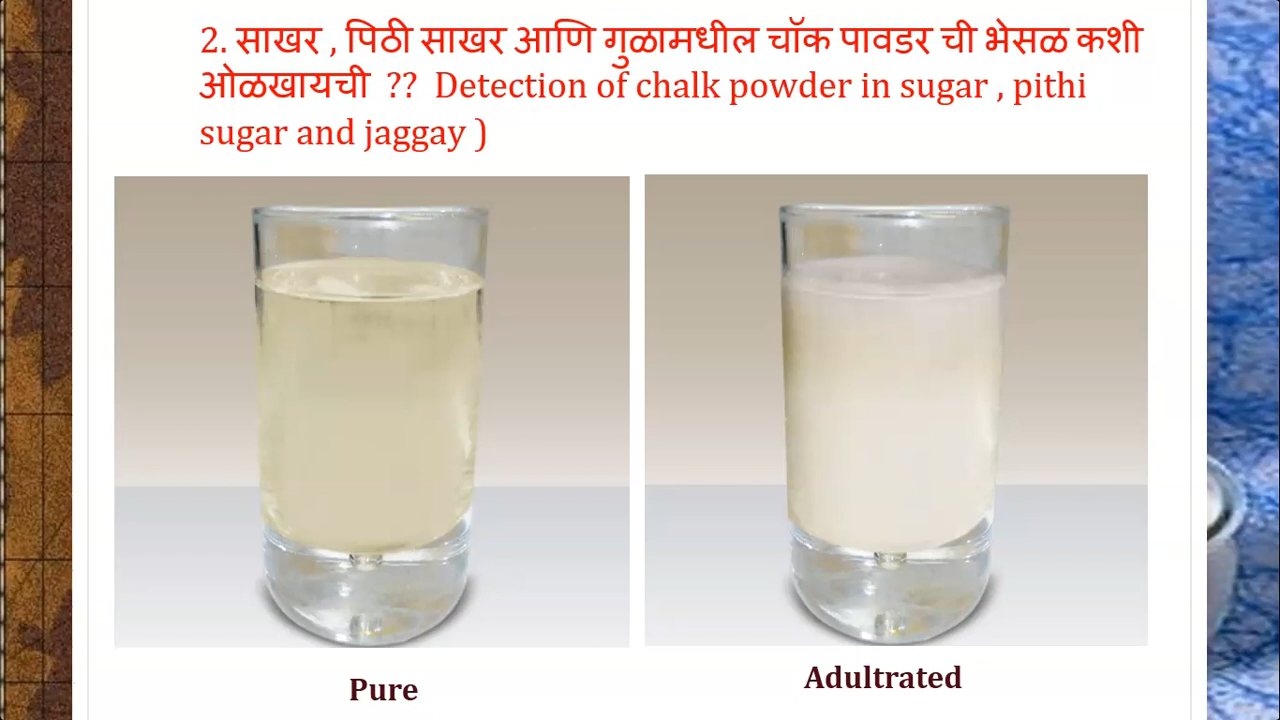 2. साखर , पिठी साखर आणि गुळामधील चॉक पावडर ची भेसळ कशी
ओळखायची ?? Detection of chalk powder in sugar , pithi
sugar and jaggay )
Pure
Adultrated